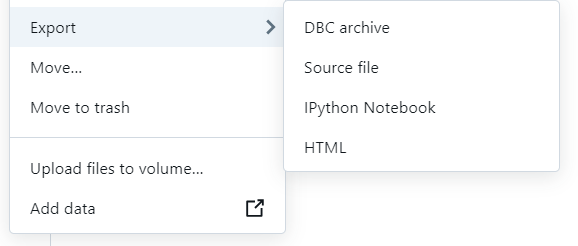 Export
Move...
Move to trash
Upload files to volume...
Add data
DBC archive
Source file
IPython Notebook
HTML